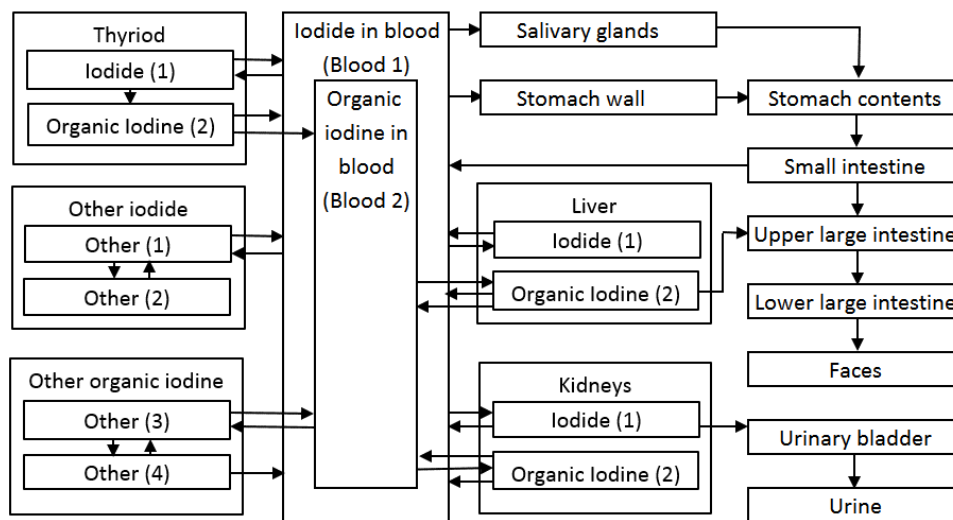 Thyriod
Iodide (1)
Organic Iodine (2)
Other iodide
Other (1)
Other (2)
Other organic iodine
Other (3)
Other (4)
Iodide in blood
(Blood 1)
Organic
iodine in
blood
(Blood 2)
Salivary glands
Stomach wall
Liver
Iodide (1)
Organic Iodine (2)
Kidneys
Iodide (1)
Organic Iodine (2)
Stomach contents
Small intestine
Upper large intestine
Lower large intestine
Faces
Urinary bladder
Urine